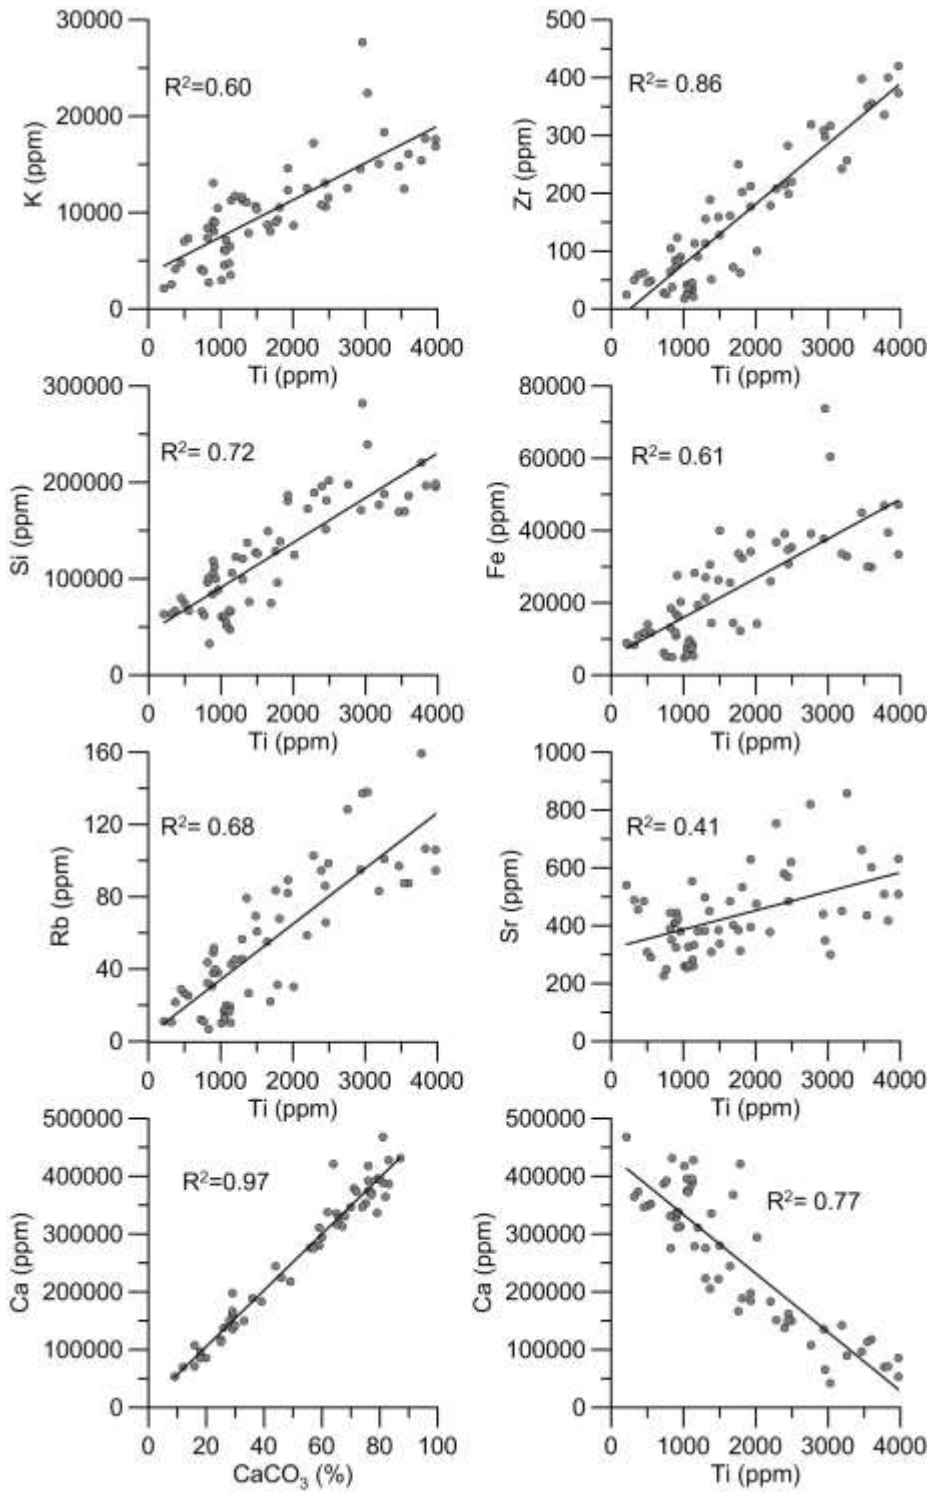 30000
20000
10000
0
K (ppm)
R²=0.60
0 1000 2000 3000 4000
Ti (ppm)
500
400
300
200
100
0
Zr (ppm)
R²= 0.86
0 1000 2000 3000 4000
Ti (ppm)
300000
200000
100000
0
Si (ppm)
R²= 0.72
0 1000 2000 3000 4000
Ti (ppm)
80000
60000
40000
20000
0
Fe (ppm)
R²= 0.61
0 1000 2000 3000 4000
Ti (ppm)
160
120
80
40
0
Rb (ppm)
R²= 0.68
0 1000 2000 3000 4000
Ti (ppm)
1000
800
600
400
200
0
Sr (ppm)
R²= 0.41
0 1000 2000 3000 4000
Ti (ppm)
500000
400000
300000
200000
100000
0
Ca (ppm)
R²=0.97
0 20 40 60 80 100
CaCO₃ (%)
500000
400000
300000
200000
100000
0
Ca (ppm)
R²= 0.77
0 1000 2000 3000 4000
Ti (ppm)